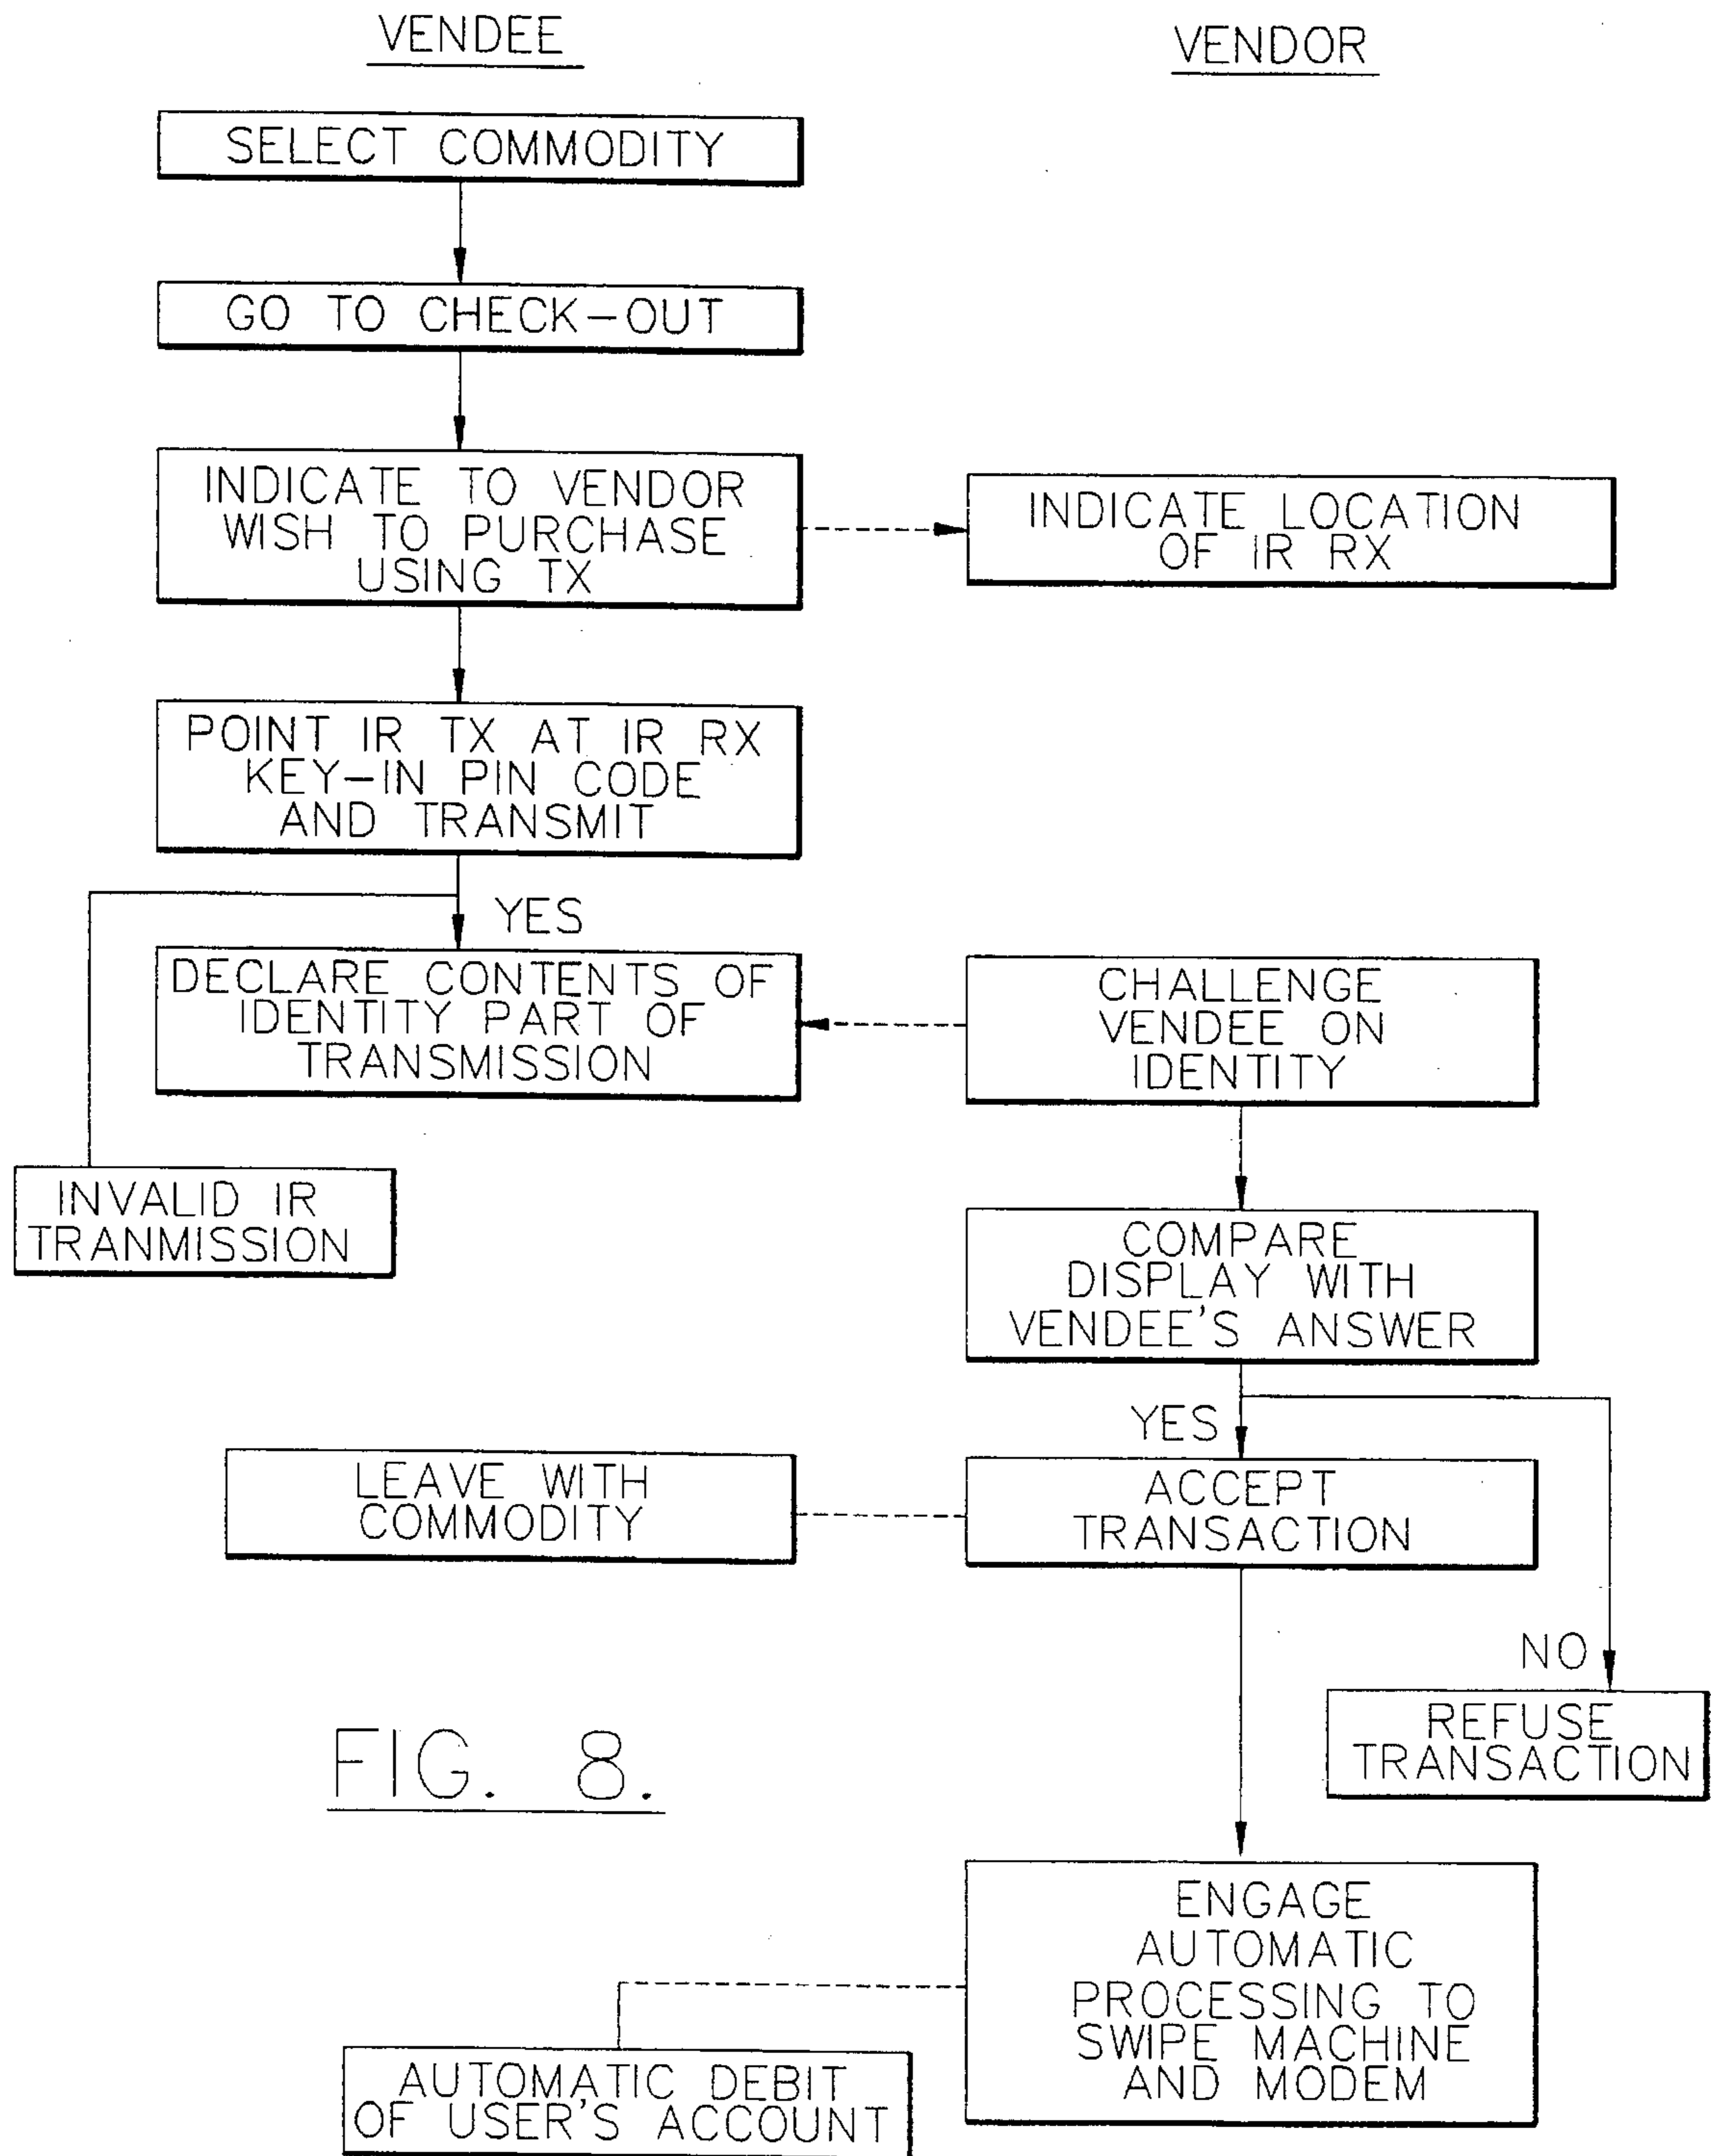 VENDEE
VENDOR
SELECT COMMODITY
GO TO CHECK-OUT
INDICATE TO VENDOR
WISH TO PURCHASE
USING TX
INDICATE LOCATION
OF IR RX
POINT IR TX AT IR RX
KEY-IN PIN CODE
AND TRANSMIT
YES
DECLARE CONTENTS OF
IDENTITY PART OF
TRANSMISSION
CHALLENGE
VENDEE ON
IDENTITY
INVALID IR
TRANMISSION
COMPARE
DISPLAY WITH
VENDEE'S ANSWER
YES
LEAVE WITH
COMMODITY
ACCEPT
TRANSACTION
NO
REFUSE
TRANSACTION
FIG. 8.
ENGAGE
AUTOMATIC
PROCESSING TO
SWIPE MACHINE
AND MODEM
AUTOMATIC DEBIT
OF USER'S ACCOUNT